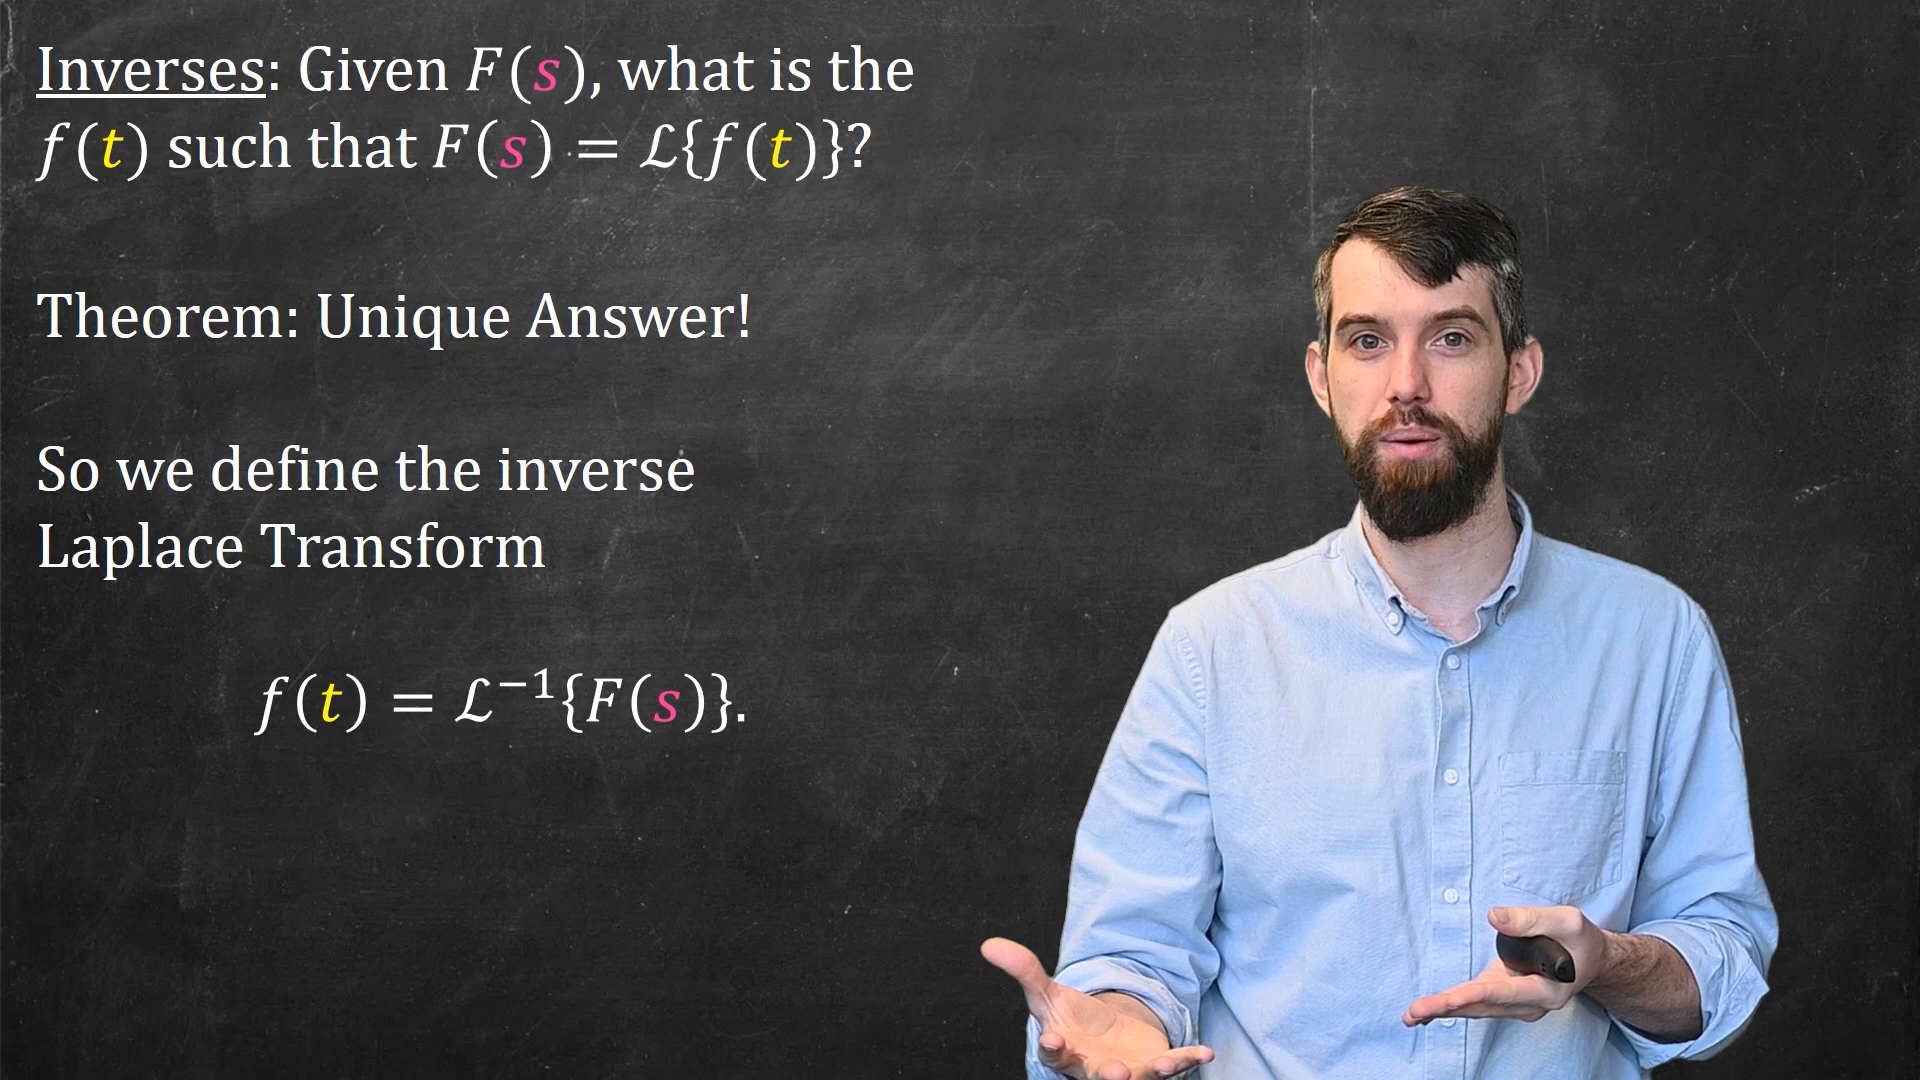 Inverses: Given F(s), what is the
f(t) such that F(s) = ℒ{f(t)}?
Theorem: Unique Answer!
So we define the inverse
Laplace Transform
f(t) = ℒ⁻¹{F(s)}.